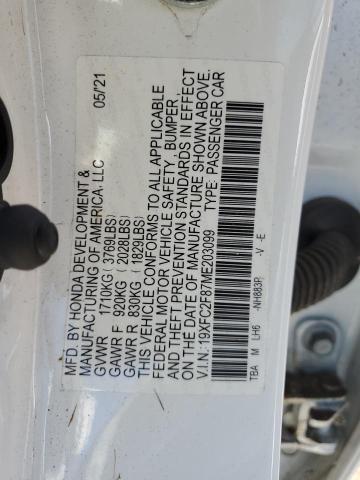 MFD. BY HONDA DEVELOPMENT &
MANUFACTURING OF AMERICA, LLC 05/'21
GVWR 1710KG (3769LBS)
GAWR F 920KG (2028LBS)
GAWR R 830KG (1829LBS)
THIS VEHICLE CONFORMS TO ALL APPLICABLE
FEDERAL MOTOR VEHICLE SAFETY, BUMPER,
AND THEFT PREVENTION STANDARDS IN EFFECT
ON THE DATE OF MANUFACTURE SHOWN ABOVE.
V.I.N.:19XFC2F87ME203099 TYPE: PASSENGER CAR
TBA M LH6 -NH883P -V -E